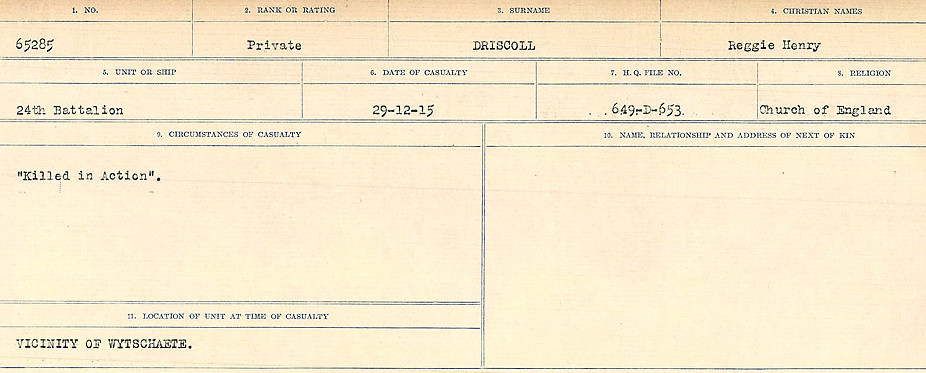 1. NO. 2. RANK OR RATING 3. SURNAME 4. CHRISTIAN NAMES
65285 Private DRISCOLL Reggie Henry
5. UNIT OR SHIP 6. DATE OF CASUALTY 7. H. Q. FILE NO. 8. RELIGION
24th Battalion 29-12-15 649-D-653. Church of England
9. CIRCUMSTANCES OF CASUALTY 10. NAME, RELATIONSHIP AND ADDRESS OF NEXT OF KIN
"Killed in Action".
11. LOCATION OF UNIT AT TIME OF CASUALTY
VICINITY OF WYTSCHAETE.